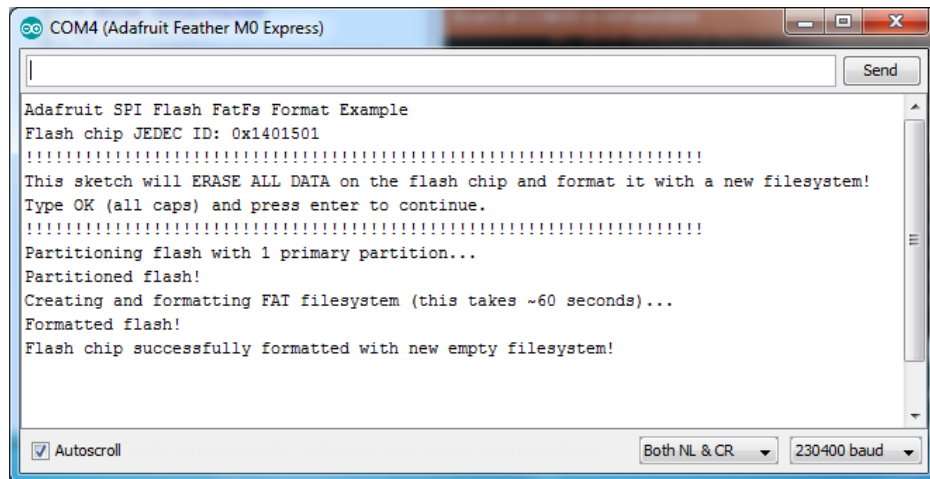 COM4 (Adafruit Feather M0 Express)
Send
Adafruit SPI Flash FatFs Format Example
Flash chip JEDEC ID: 0x1401501
!!!!!!!!!!!!!!!!!!!!!!!!!!!!!!!!!!!!!!!!!!!!!!!!!!!!!!!!!!!!!!!!!!!!!
This sketch will ERASE ALL DATA on the flash chip and format it with a new filesystem!
Type OK (all caps) and press enter to continue.
!!!!!!!!!!!!!!!!!!!!!!!!!!!!!!!!!!!!!!!!!!!!!!!!!!!!!!!!!!!!!!!!!!!!!
Partitioning flash with 1 primary partition...
Partitioned flash!
Creating and formatting FAT filesystem (this takes ~60 seconds)...
Formatted flash!
Flash chip successfully formatted with new empty filesystem!
Autoscroll
Both NL & CR
230400 baud